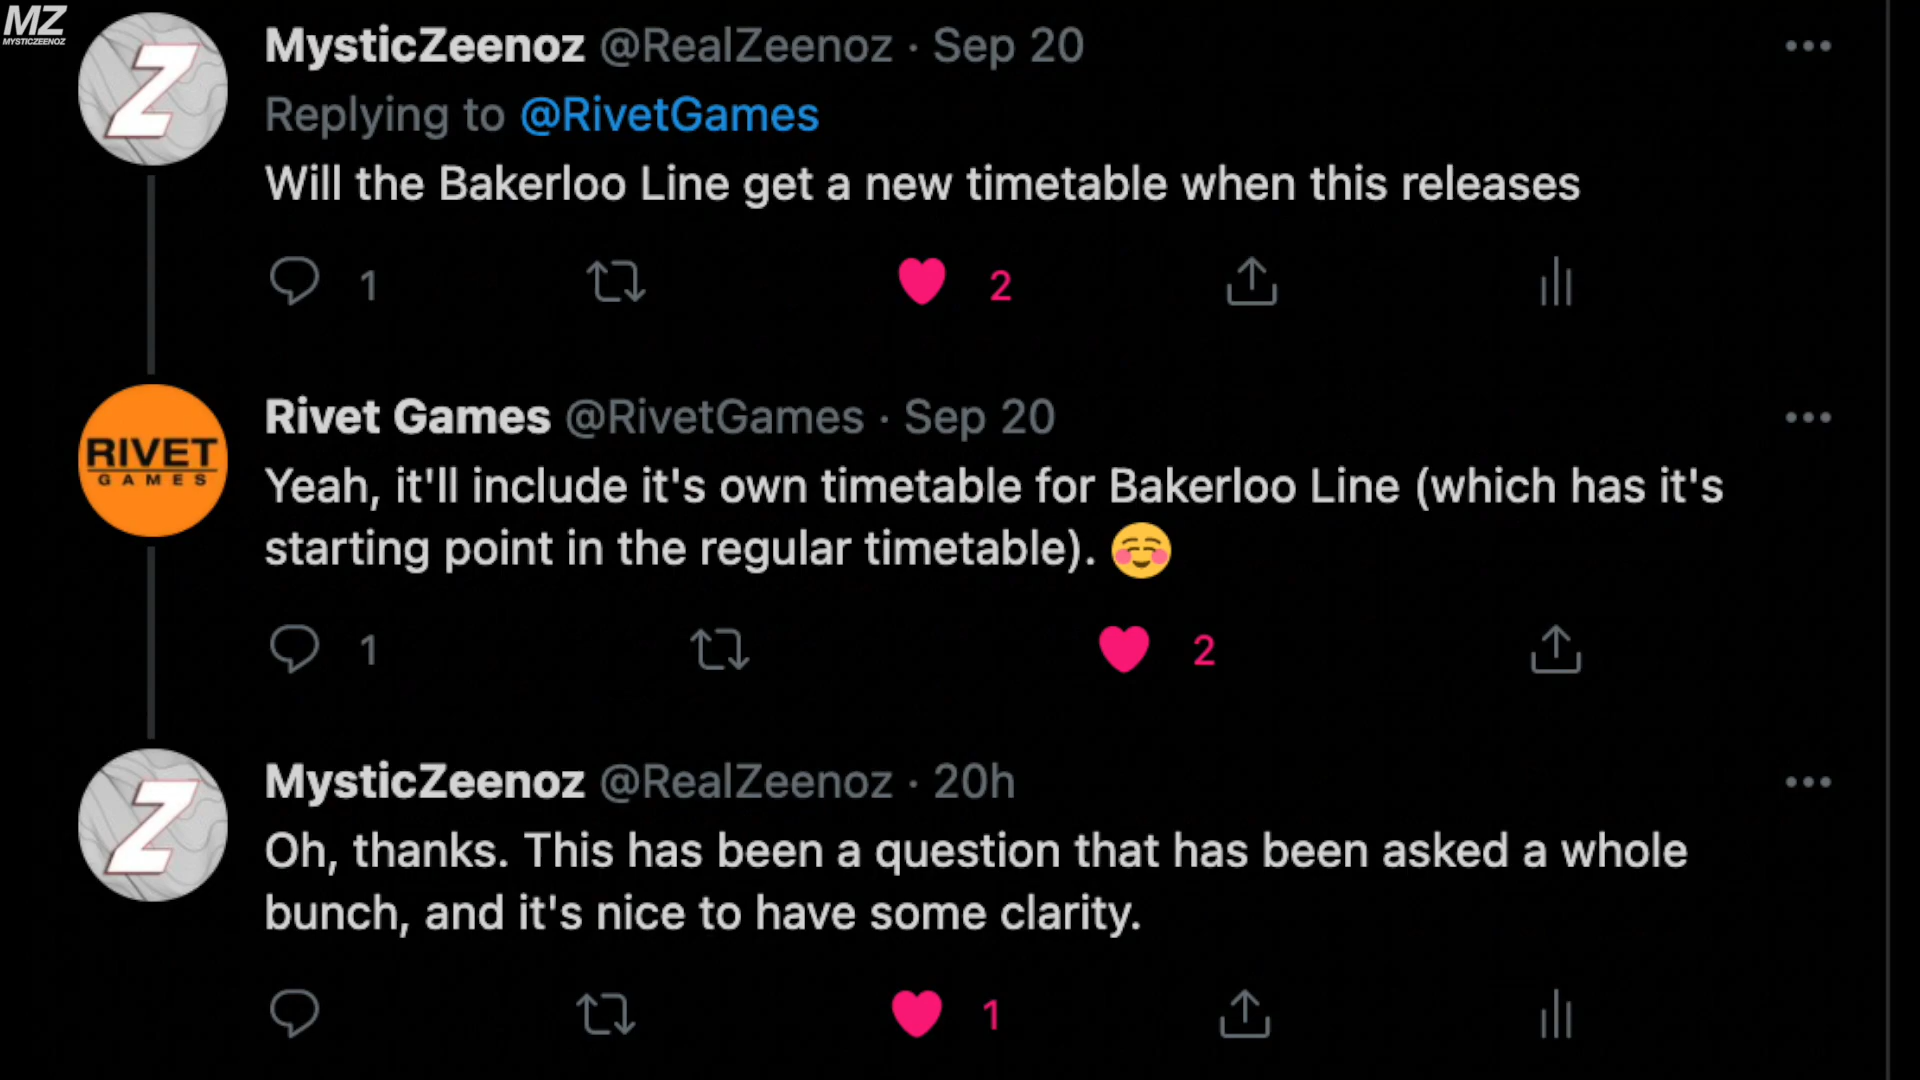 MZ
MYSTICZEENOZ
MysticZeenoz @RealZeenoz · Sep 20
Replying to @RivetGames
Will the Bakerloo Line get a new timetable when this releases
1 2
RIVET
GAMES
Rivet Games @RivetGames · Sep 20
Yeah, it'll include it's own timetable for Bakerloo Line (which has it's
starting point in the regular timetable). ☺️
1 2
Z
MysticZeenoz @RealZeenoz · 20h
Oh, thanks. This has been a question that has been asked a whole
bunch, and it's nice to have some clarity.
1